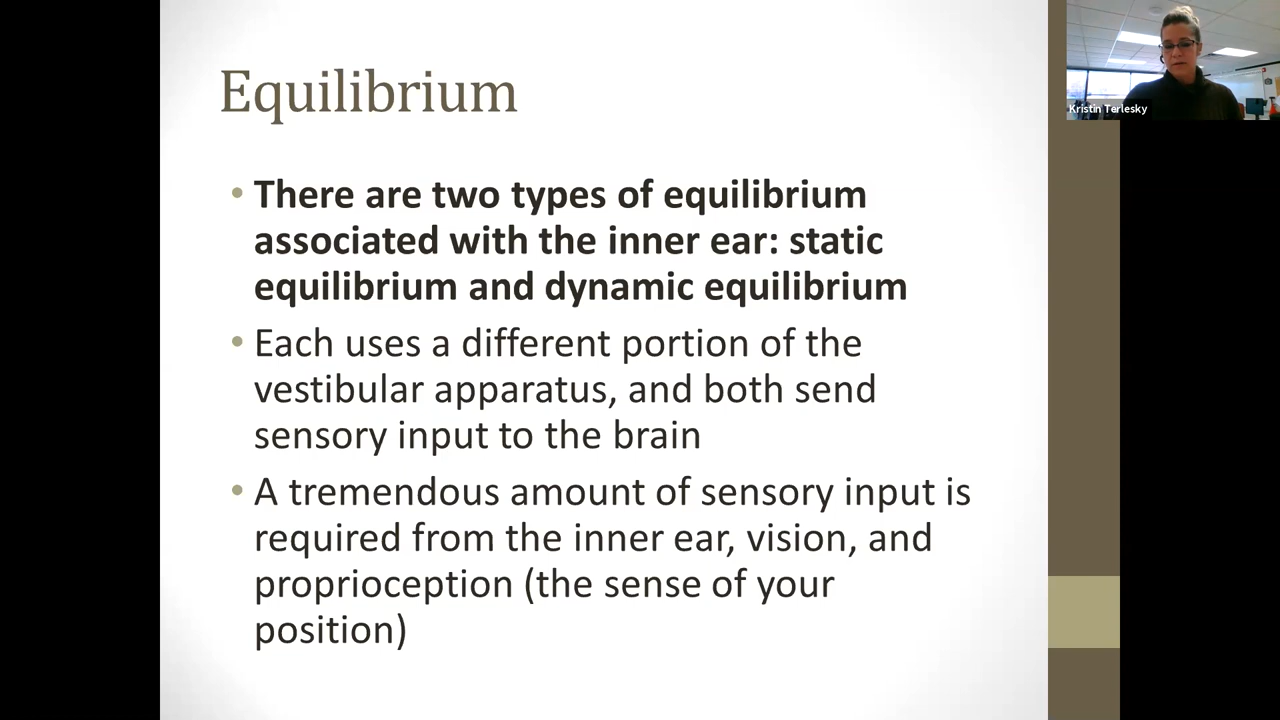 Equilibrium
• There are two types of equilibrium
associated with the inner ear: static
equilibrium and dynamic equilibrium
• Each uses a different portion of the
vestibular apparatus, and both send
sensory input to the brain
• A tremendous amount of sensory input is
required from the inner ear, vision, and
proprioception (the sense of your
position)
Kristin Terlesky